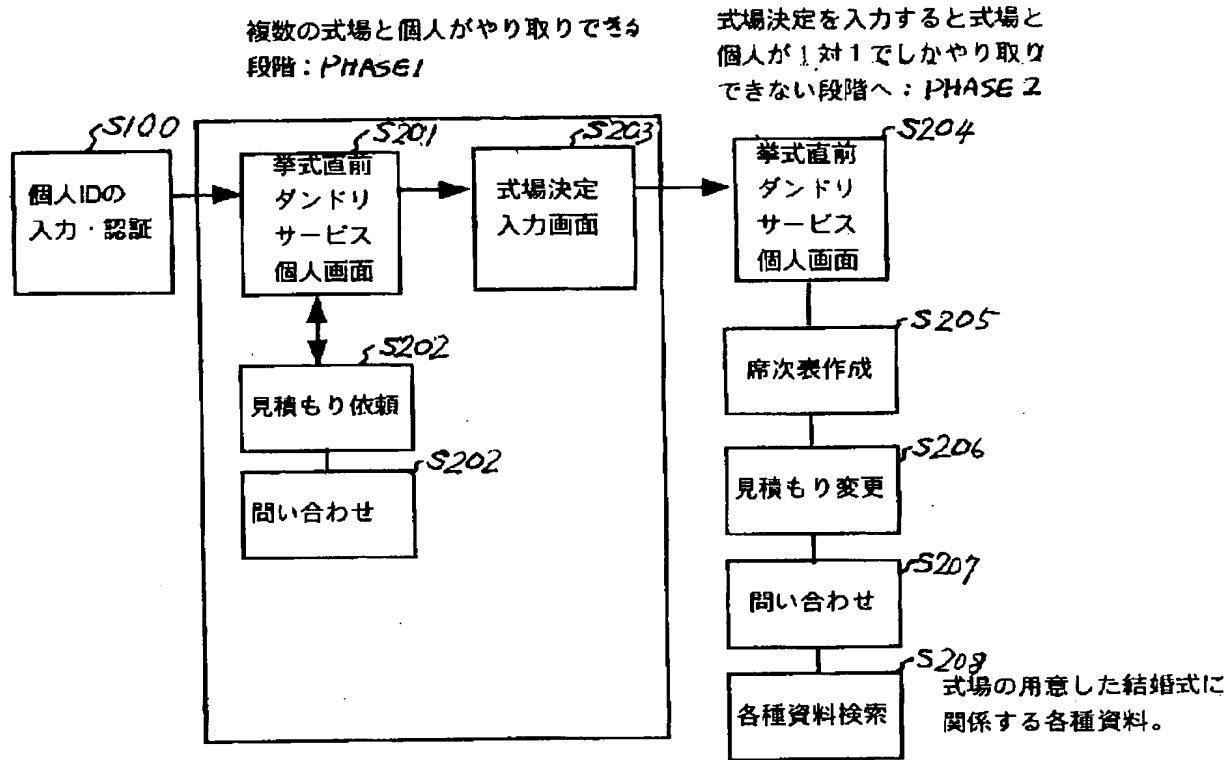 複数の式場と個人がやり取りできる
段階:PHASE1
式場決定を入力すると式場と
個人が1対1でしかやり取り
できない段階へ:PHASE 2
S100
個人IDの
入力・認証
S201
挙式直前
ダンドリ
サービス
個人画面
S203
式場決定
入力画面
S204
挙式直前
ダンドリ
サービス
個人画面
S202
見積もり依頼
S202
問い合わせ
S205
席次表作成
S206
見積もり変更
S207
問い合わせ
S208
各種資料検索
式場の用意した結婚式に
関係する各種資料。